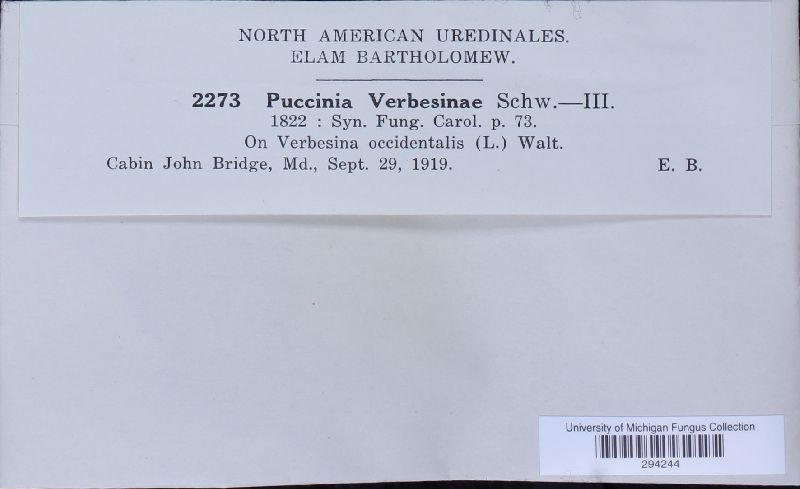 NORTH AMERICAN UREDINALES.
ELAM BARTHOLOMEW.
2273 Puccinia Verbesinae Schw.—III.
1822 : Syn. Fung. Carol. p. 73.
On Verbesina occidentalis (L.) Walt.
Cabin John Bridge, Md., Sept. 29, 1919. E. B.
University of Michigan Fungus Collection
294244